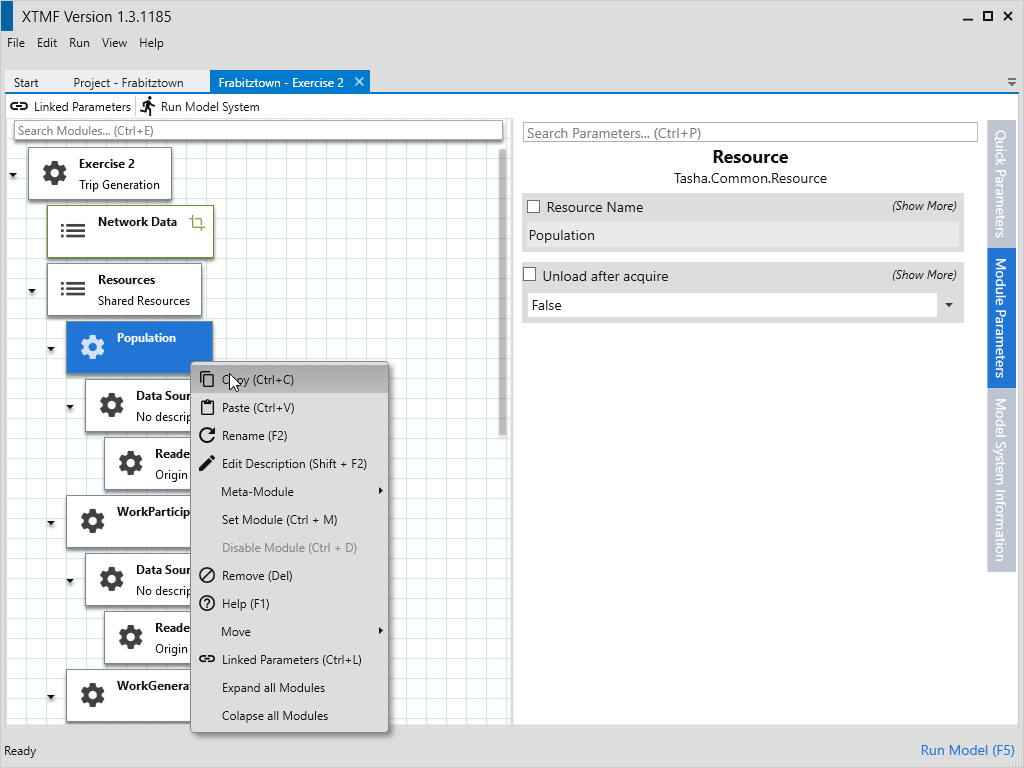 XTMF Version 1.3.1185
File Edit Run View Help
Start Project - Frabitztown Frabitztown - Exercise 2
Linked Parameters Run Model System
Search Modules... (Ctrl+E)
Exercise 2
Trip Generation
Network Data
Resources
Shared Resources
Population
Data Sour
No descrip
Reade
Origin
WorkParticip
Data Sour
No descrip
Reade
Origin
WorkGenerat
Copy (Ctrl+C)
Paste (Ctrl+V)
Rename (F2)
Edit Description (Shift + F2)
Meta-Module
Set Module (Ctrl + M)
Disable Module (Ctrl + D)
Remove (Del)
Help (F1)
Move
Linked Parameters (Ctrl+L)
Expand all Modules
Colapse all Modules
Search Parameters... (Ctrl+P)
Resource
Tasha.Common.Resource
Resource Name (Show More)
Population
Unload after acquire (Show More)
False
Quick Parameters
Module Parameters
Model System Information
Ready
Run Model (F5)